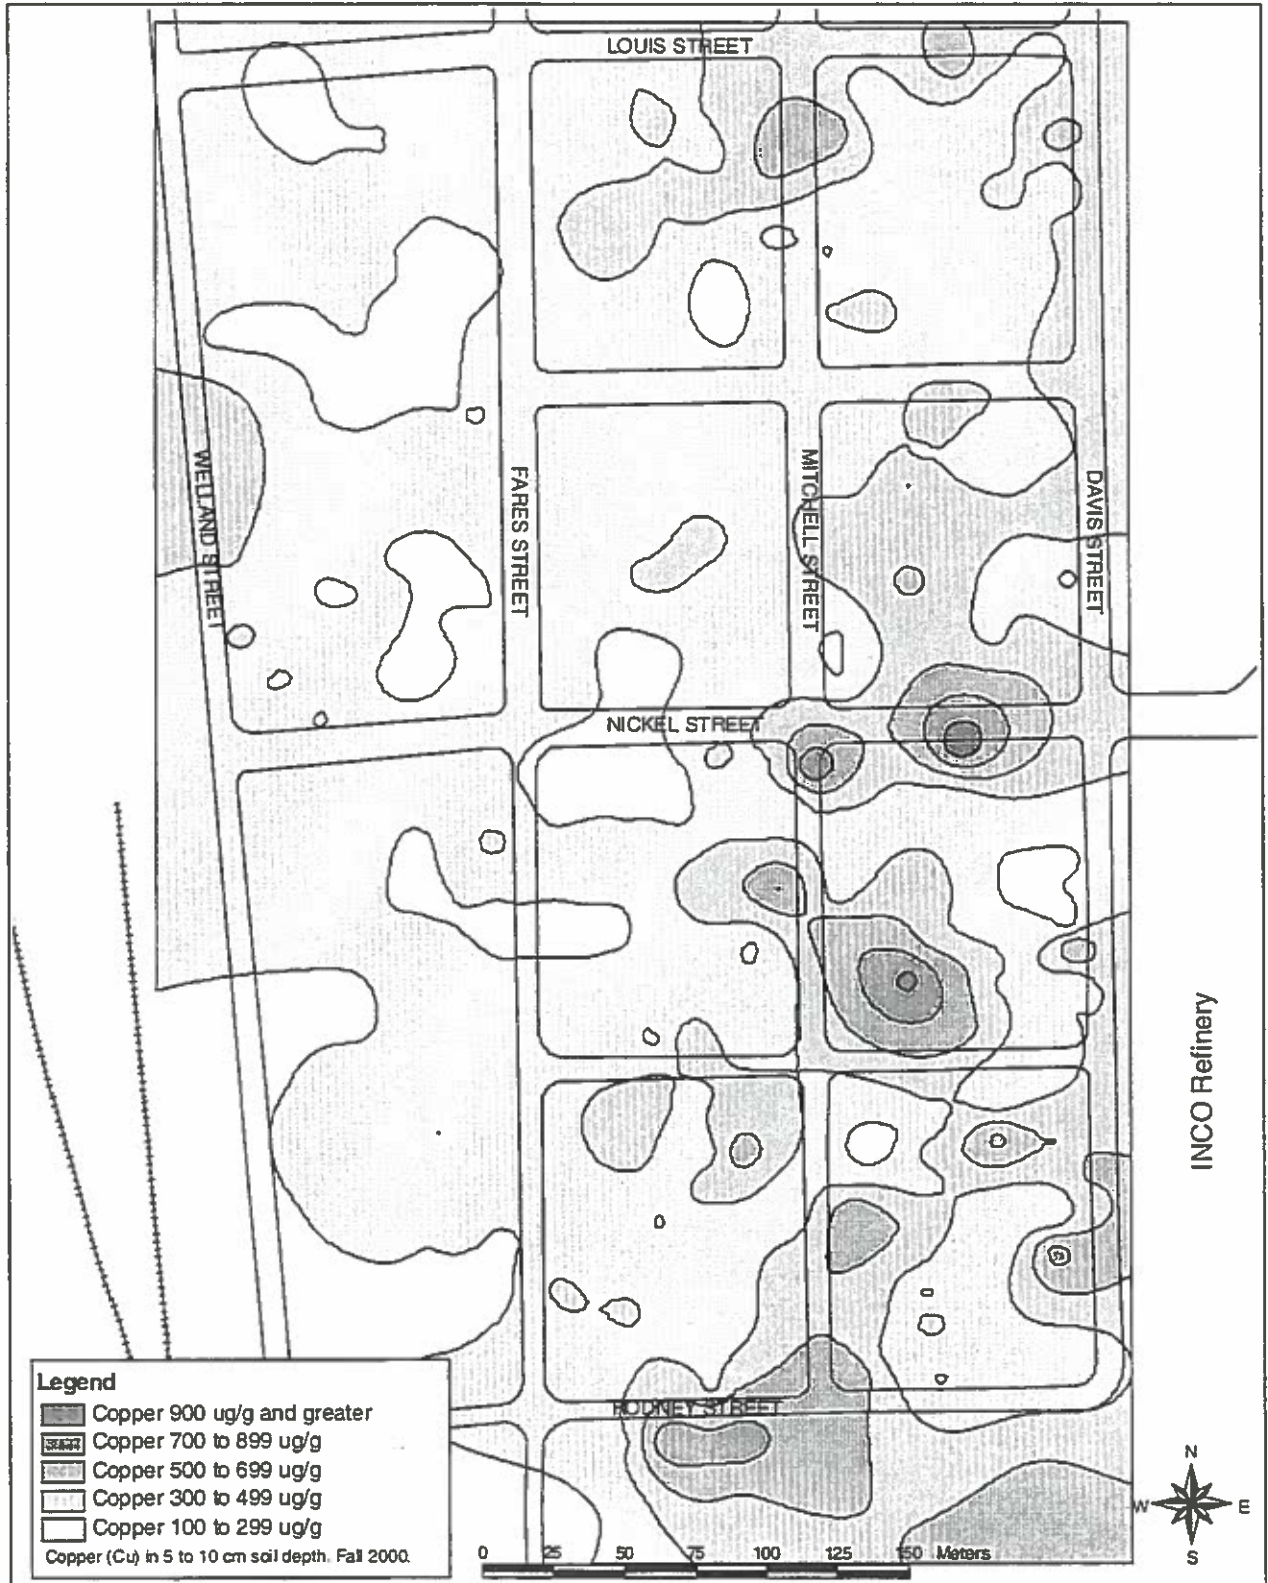 LOUIS STREET
WELLAND STREET
FARES STREET
MITCHELL STREET
DAVIS STREET
NICKEL STREET
INCO Refinery
RODNEY STREET
Legend
Copper 900 ug/g and greater
Copper 700 to 899 ug/g
Copper 500 to 699 ug/g
Copper 300 to 499 ug/g
Copper 100 to 299 ug/g
Copper (Cu) in 5 to 10 cm soil depth. Fall 2000.
0 25 50 75 100 125 150 Meters
N
W E
S